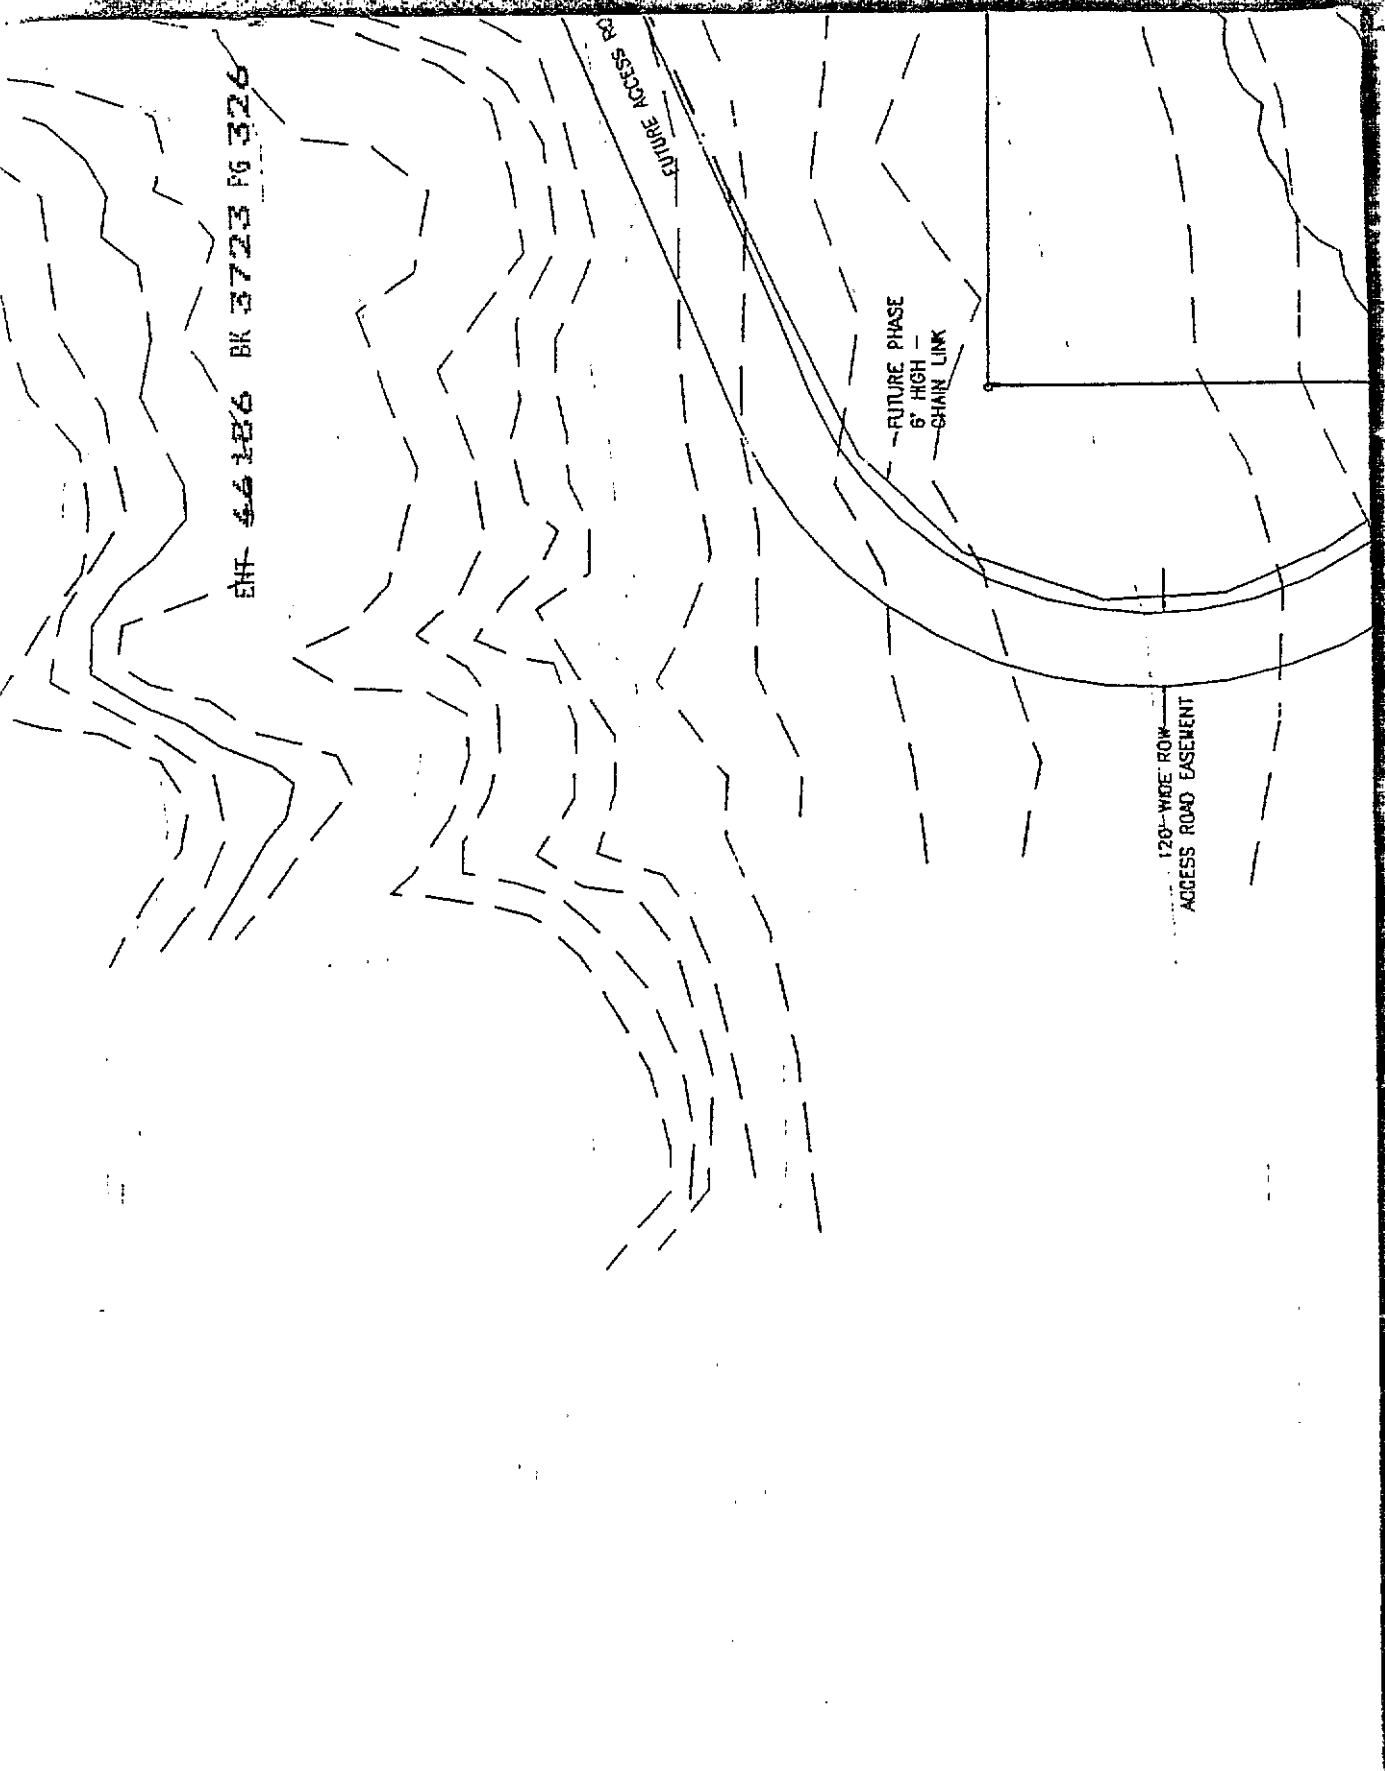 ENT 66186 BK 3723 PG 326
FUTURE ACCESS
FUTURE PHASE
6' HIGH
CHAIN LINK
120' WIDE ROW
ACCESS ROAD EASEMENT